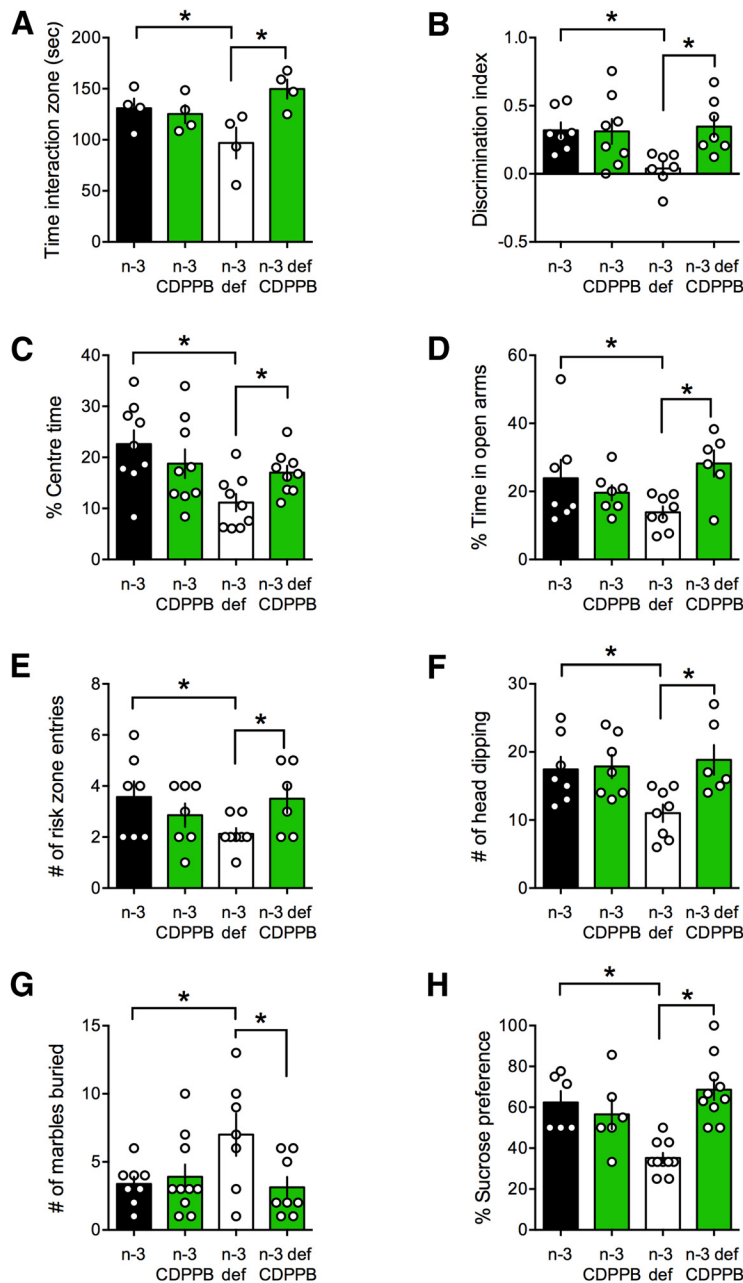 A
Time interaction zone (sec)
200
150
100
50
0
*
*
n-3
n-3
CDPPB
n-3
def
n-3 def
CDPPB
B
Discrimination index
1.0
0.5
0.0
-0.5
*
*
n-3
n-3
CDPPB
n-3
def
n-3 def
CDPPB
C
% Centre time
40
30
20
10
0
*
*
n-3
n-3
CDPPB
n-3
def
n-3 def
CDPPB
D
% Time in open arms
60
40
20
0
*
*
n-3
n-3
CDPPB
n-3
def
n-3 def
CDPPB
E
# of risk zone entries
8
6
4
2
0
*
*
n-3
n-3
CDPPB
n-3
def
n-3 def
CDPPB
F
# of head dipping
30
20
10
0
*
*
n-3
n-3
CDPPB
n-3
def
n-3 def
CDPPB
G
# of marbles buried
15
10
5
0
*
*
n-3
n-3
CDPPB
n-3
def
n-3 def
CDPPB
H
% Sucrose preference
100
80
60
40
20
0
*
*
n-3
n-3
CDPPB
n-3
def
n-3 def
CDPPB